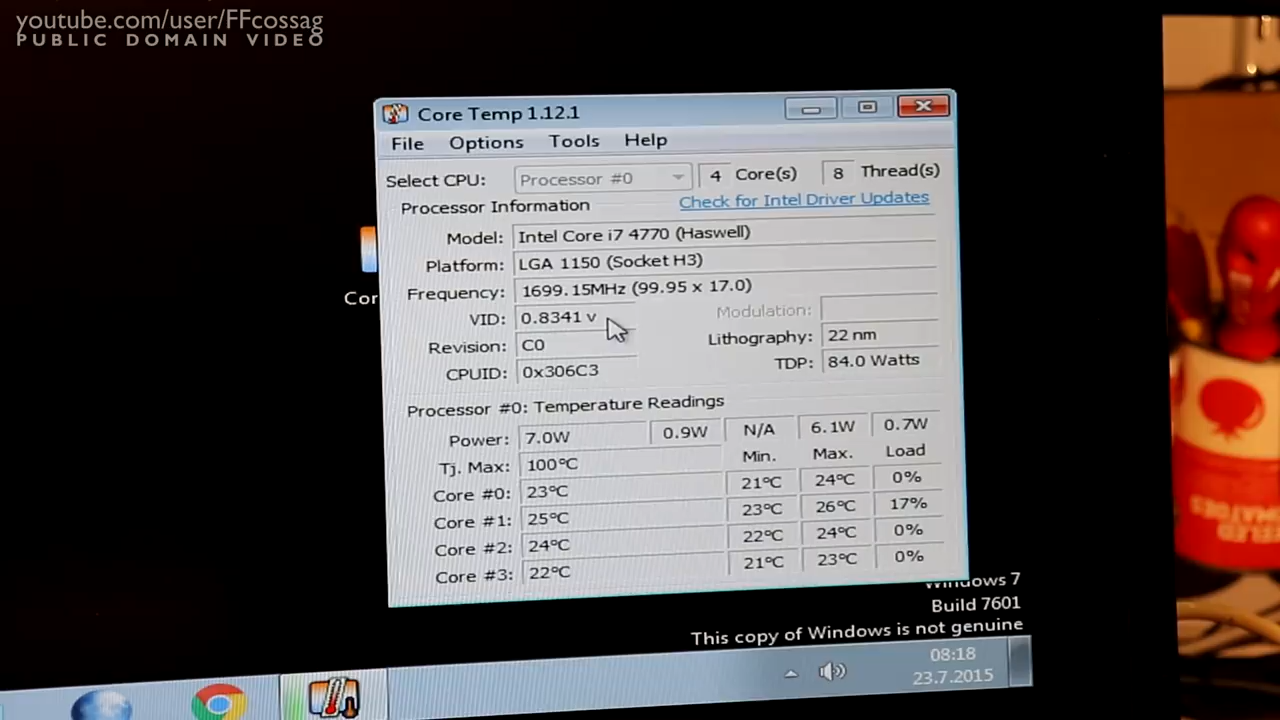 youtube.com/user/FFcossag
PUBLIC DOMAIN VIDEO
Core Temp 1.12.1
File Options Tools Help
Select CPU: Processor #0 4 Core(s) 8 Thread(s)
Processor Information Check for Intel Driver Updates
Model: Intel Core i7 4770 (Haswell)
Platform: LGA 1150 (Socket H3)
Frequency: 1699.15MHz (99.95 x 17.0)
VID: 0.8341 v Modulation:
Revision: C0 Lithography: 22 nm
CPUID: 0x306C3 TDP: 84.0 Watts
Processor #0: Temperature Readings
Power: 7.0W 0.9W N/A 6.1W 0.7W
Tj. Max: 100°C Min. Max. Load
Core #0: 23°C 21°C 24°C 0%
Core #1: 25°C 23°C 26°C 17%
Core #2: 24°C 22°C 24°C 0%
Core #3: 22°C 21°C 23°C 0%
Cor
Windows 7
Build 7601
This copy of Windows is not genuine
08:18
23.7.2015